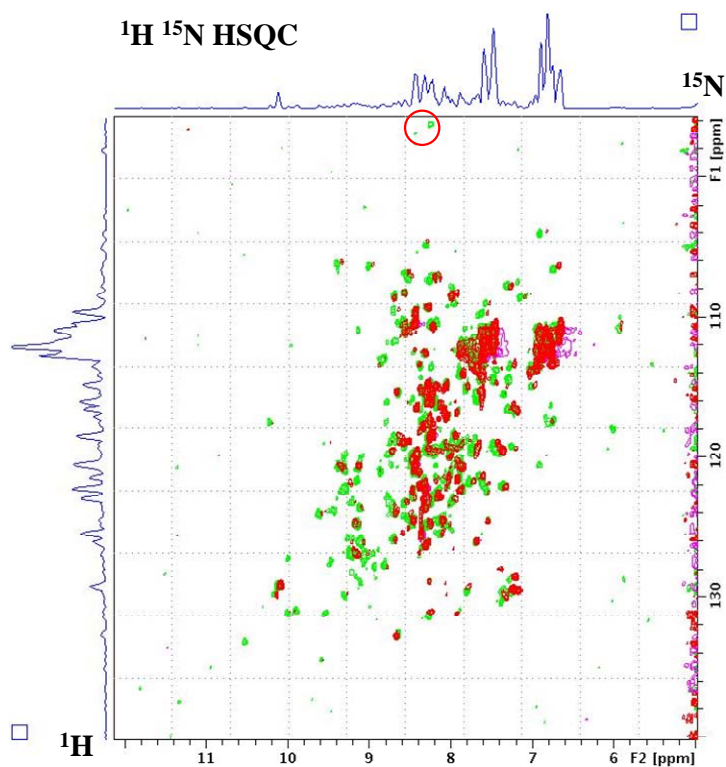 ¹H ¹⁵N HSQC
¹⁵N
F1 [ppm]
110
120
130
¹H
11 10 9 8 7 6 F2 [ppm]